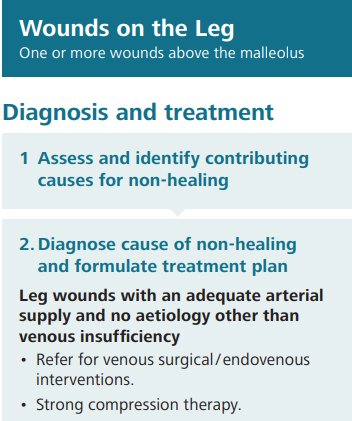 Wounds on the Leg
One or more wounds above the malleolus
Diagnosis and treatment
1 Assess and identify contributing
causes for non-healing
2. Diagnose cause of non-healing
and formulate treatment plan
Leg wounds with an adequate arterial
supply and no aetiology other than
venous insufficiency
• Refer for venous surgical/endovenous
interventions.
• Strong compression therapy.